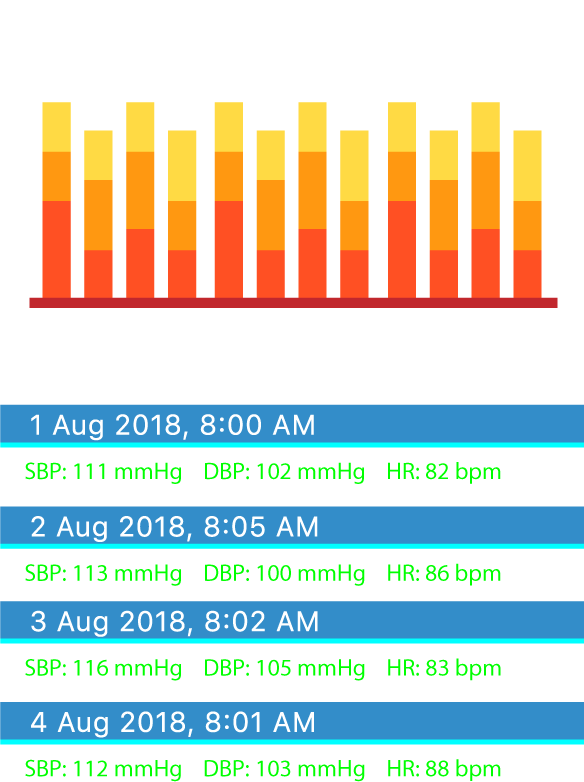 1 Aug 2018, 8:00 AM
SBP: 111 mmHg DBP: 102 mmHg HR: 82 bpm
2 Aug 2018, 8:05 AM
SBP: 113 mmHg DBP: 100 mmHg HR: 86 bpm
3 Aug 2018, 8:02 AM
SBP: 116 mmHg DBP: 105 mmHg HR: 83 bpm
4 Aug 2018, 8:01 AM
SBP: 112 mmHg DBP: 103 mmHg HR: 88 bpm